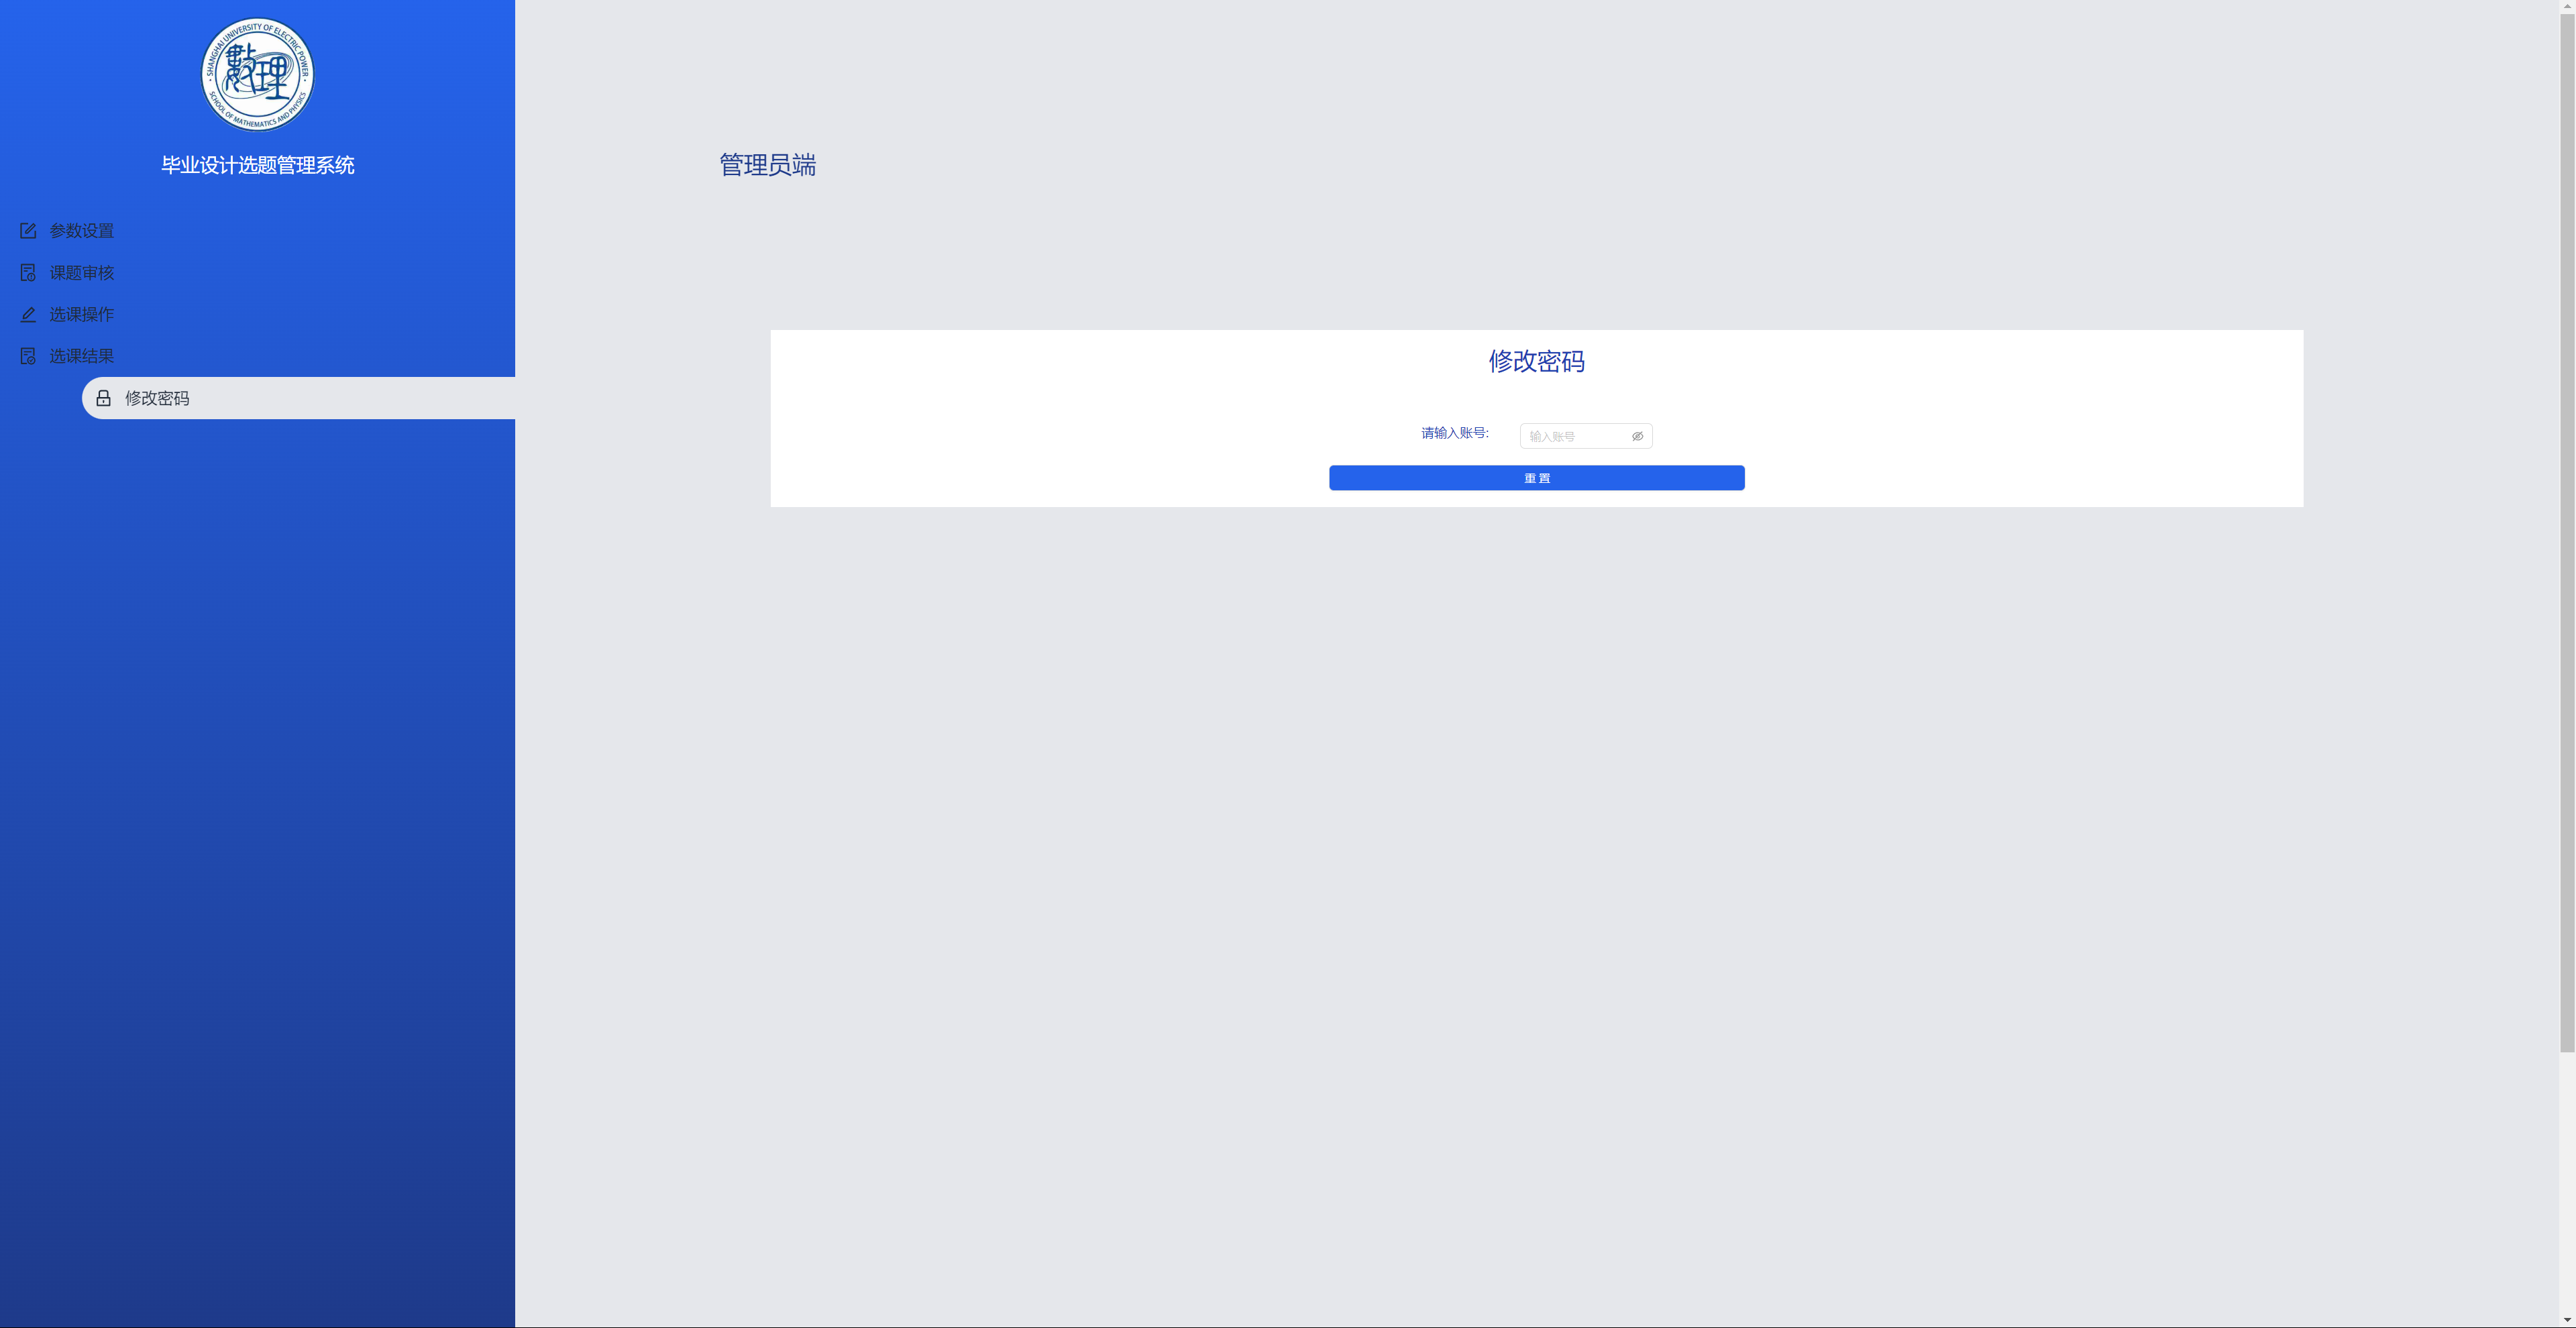 SHANGHAI UNIVERSITY OF ELECTRIC POWER
數理
SCHOOL OF MATHEMATICS AND PHYSICS
毕业设计选题管理系统
参数设置
课题审核
选课操作
选课结果
修改密码
管理员端
修改密码
请输入账号:
输入账号
重 置